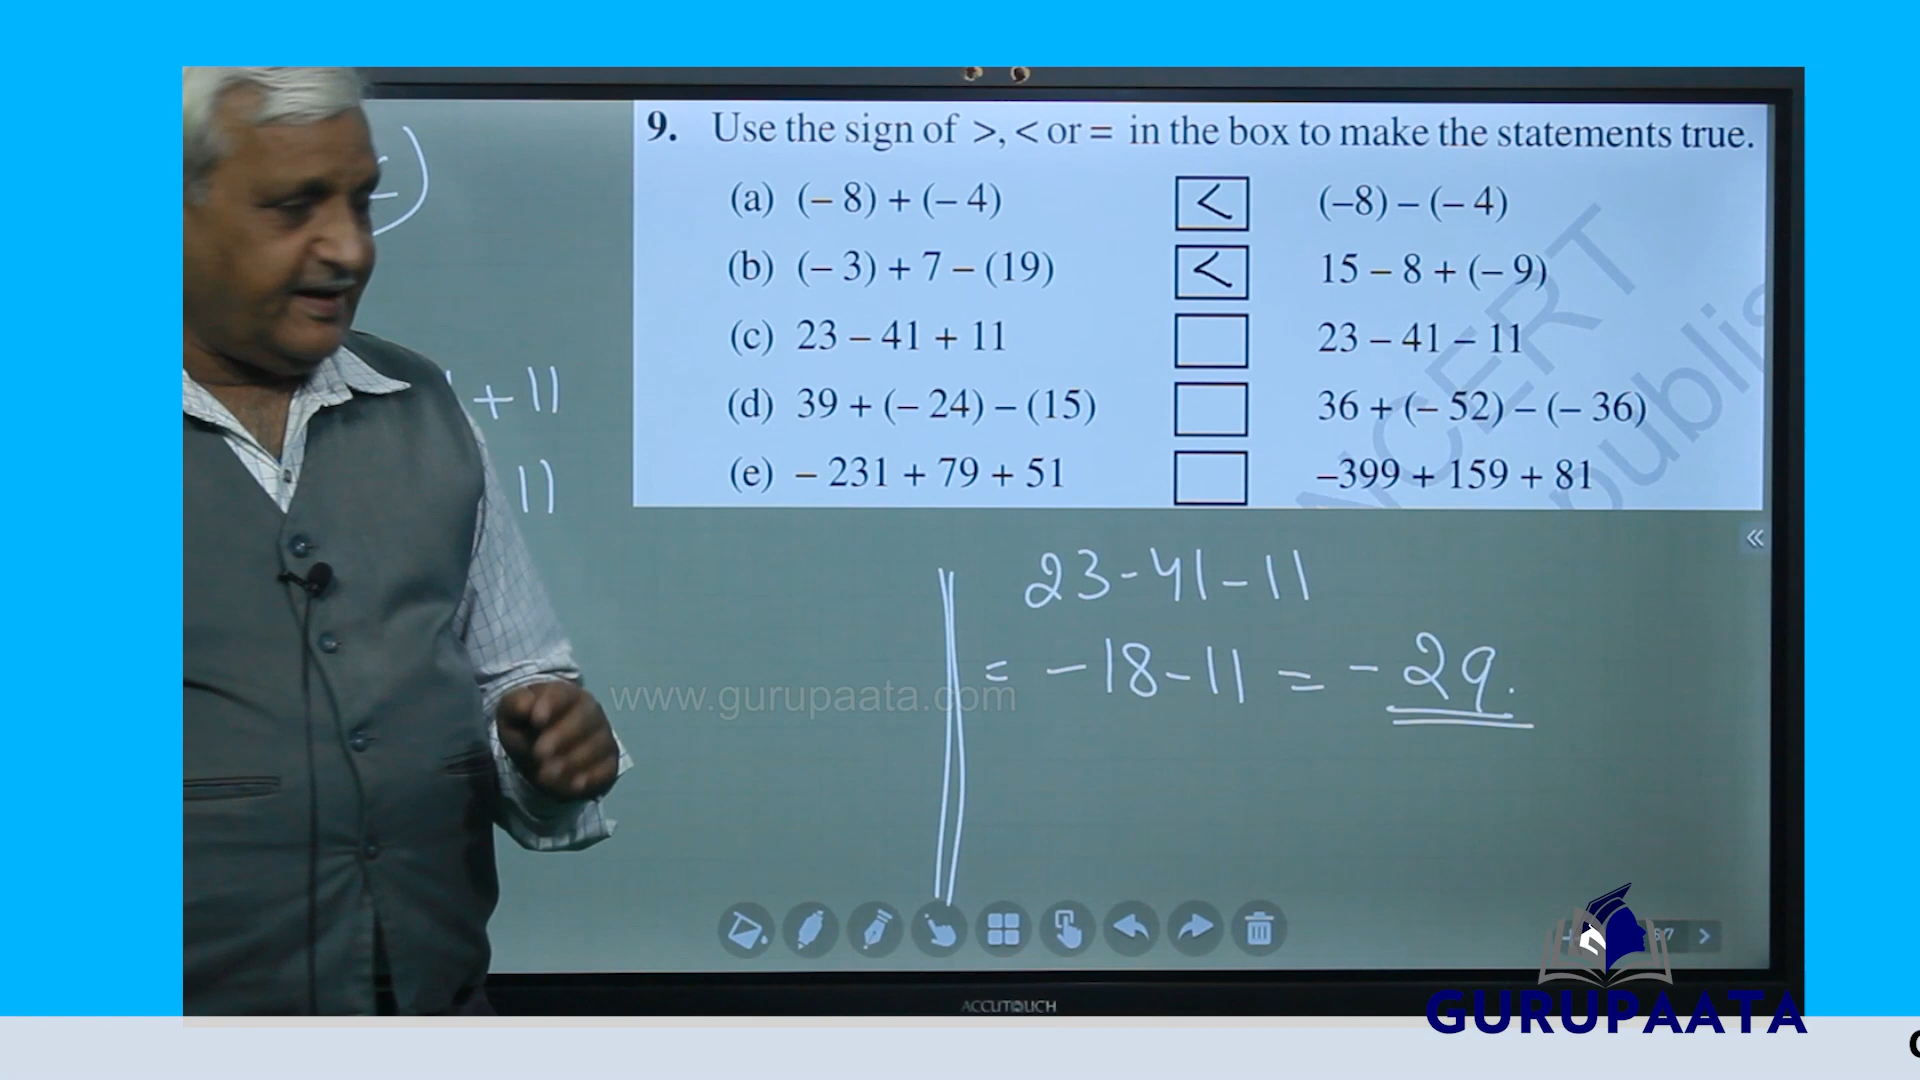 9. Use the sign of >, < or = in the box to make the statements true.
(a) (– 8) + (– 4) < (–8) – (– 4)
(b) (– 3) + 7 – (19) < 15 – 8 + (– 9)
(c) 23 – 41 + 11 23 – 41 – 11
(d) 39 + (– 24) – (15) 36 + (– 52) – (– 36)
(e) – 231 + 79 + 51 –399 + 159 + 81
+ 11
11
23 - 41 - 11
= - 18 - 11 = - 29.
www.gurupaata.com
NCERT
publis
ACCUTOUCH
GURUPAATA